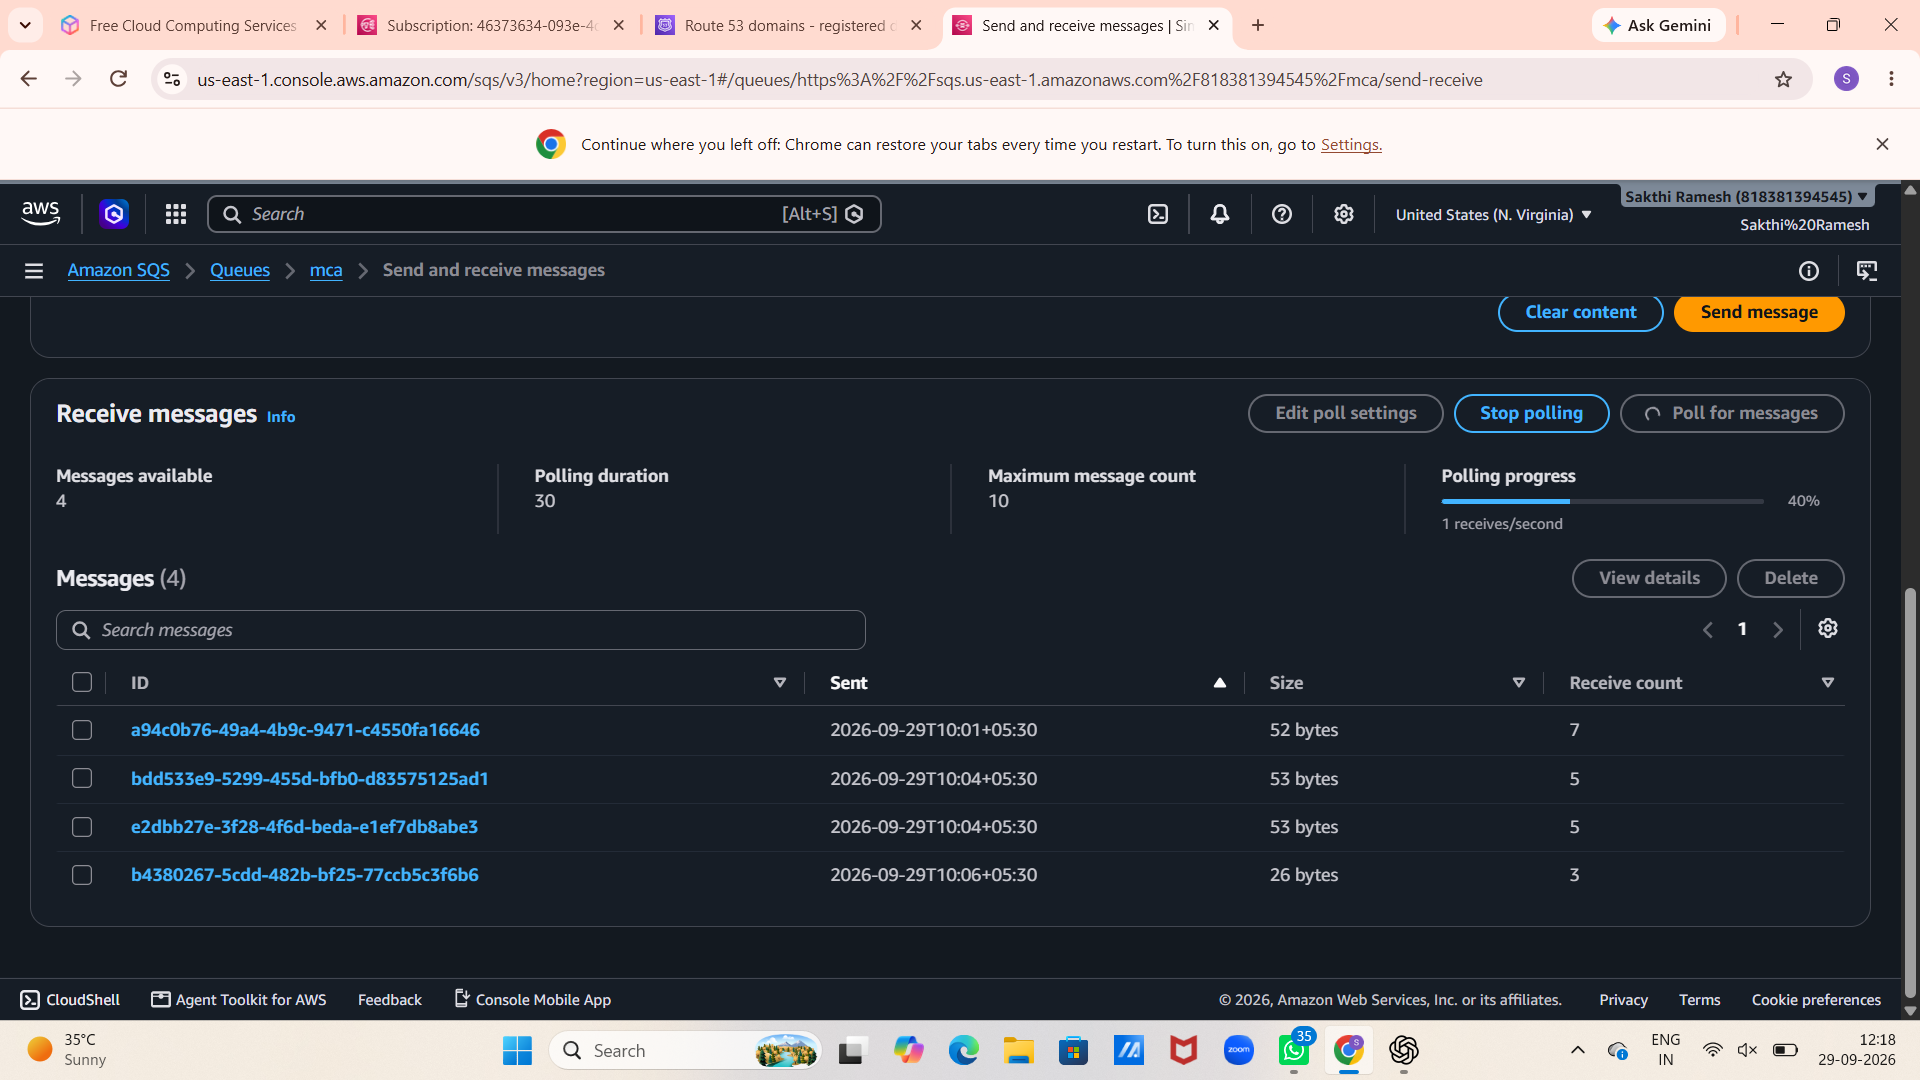 Free Cloud Computing Services
Subscription: 46373634-093e-4c
Route 53 domains - registered d
Send and receive messages | Sim
Ask Gemini
us-east-1.console.aws.amazon.com/sqs/v3/home?region=us-east-1#/queues/https%3A%2F%2Fsqs.us-east-1.amazonaws.com%2F818381394545%2Fmca/send-receive
S
Continue where you left off: Chrome can restore your tabs every time you restart. To turn this on, go to Settings.
aws
Search
[Alt+S]
United States (N. Virginia)
Sakthi Ramesh (818381394545)
Sakthi%20Ramesh
Amazon SQS
Queues
mca
Send and receive messages
Clear content
Send message
Receive messages Info
Edit poll settings
Stop polling
Poll for messages
Messages available
4
Polling duration
30
Maximum message count
10
Polling progress
40%
1 receives/second
Messages (4)
View details
Delete
Search messages
1
ID Sent Size Receive count
a94c0b76-49a4-4b9c-9471-c4550fa16646 2026-09-29T10:01+05:30 52 bytes 7
bdd533e9-5299-455d-bfb0-d83575125ad1 2026-09-29T10:04+05:30 53 bytes 5
e2dbb27e-3f28-4f6d-beda-e1ef7db8abe3 2026-09-29T10:04+05:30 53 bytes 5
b4380267-5cdd-482b-bf25-77ccb5c3f6b6 2026-09-29T10:06+05:30 26 bytes 3
CloudShell
Agent Toolkit for AWS
Feedback
Console Mobile App
© 2026, Amazon Web Services, Inc. or its affiliates.
Privacy
Terms
Cookie preferences
35°C
Sunny
Search
zoom
35
S
ENG
IN
12:18
29-09-2026